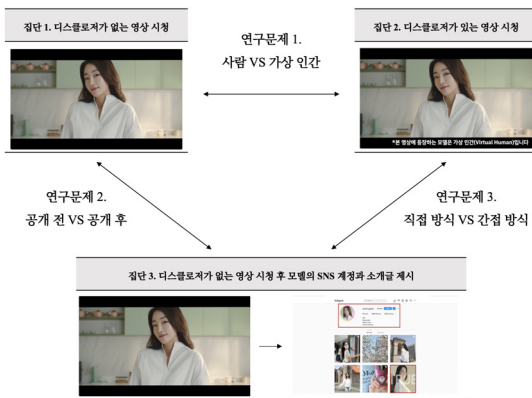 집단 1. 디스클로저가 없는 영상 시청
집단 2. 디스클로저가 있는 영상 시청
연구문제 1.
사람 VS 가상 인간
*본 영상에 등장하는 모델은 가상 인간(Virtual Human)입니다
연구문제 2.
공개 전 VS 공개 후
연구문제 3.
직접 방식 VS 간접 방식
집단 3. 디스클로저가 없는 영상 시청 후 모델의 SNS 계정과 소개글 제시